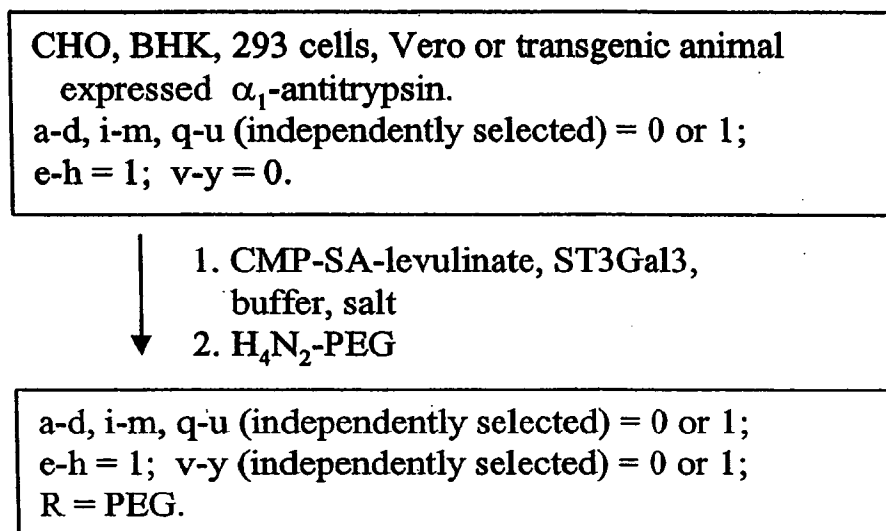 CHO, BHK, 293 cells, Vero or transgenic animal
expressed α₁-antitrypsin.
a-d, i-m, q-u (independently selected) = 0 or 1;
e-h = 1; v-y = 0.
1. CMP-SA-levulinate, ST3Gal3,
buffer, salt
2. H₄N₂-PEG
a-d, i-m, q-u (independently selected) = 0 or 1;
e-h = 1; v-y (independently selected) = 0 or 1;
R = PEG.